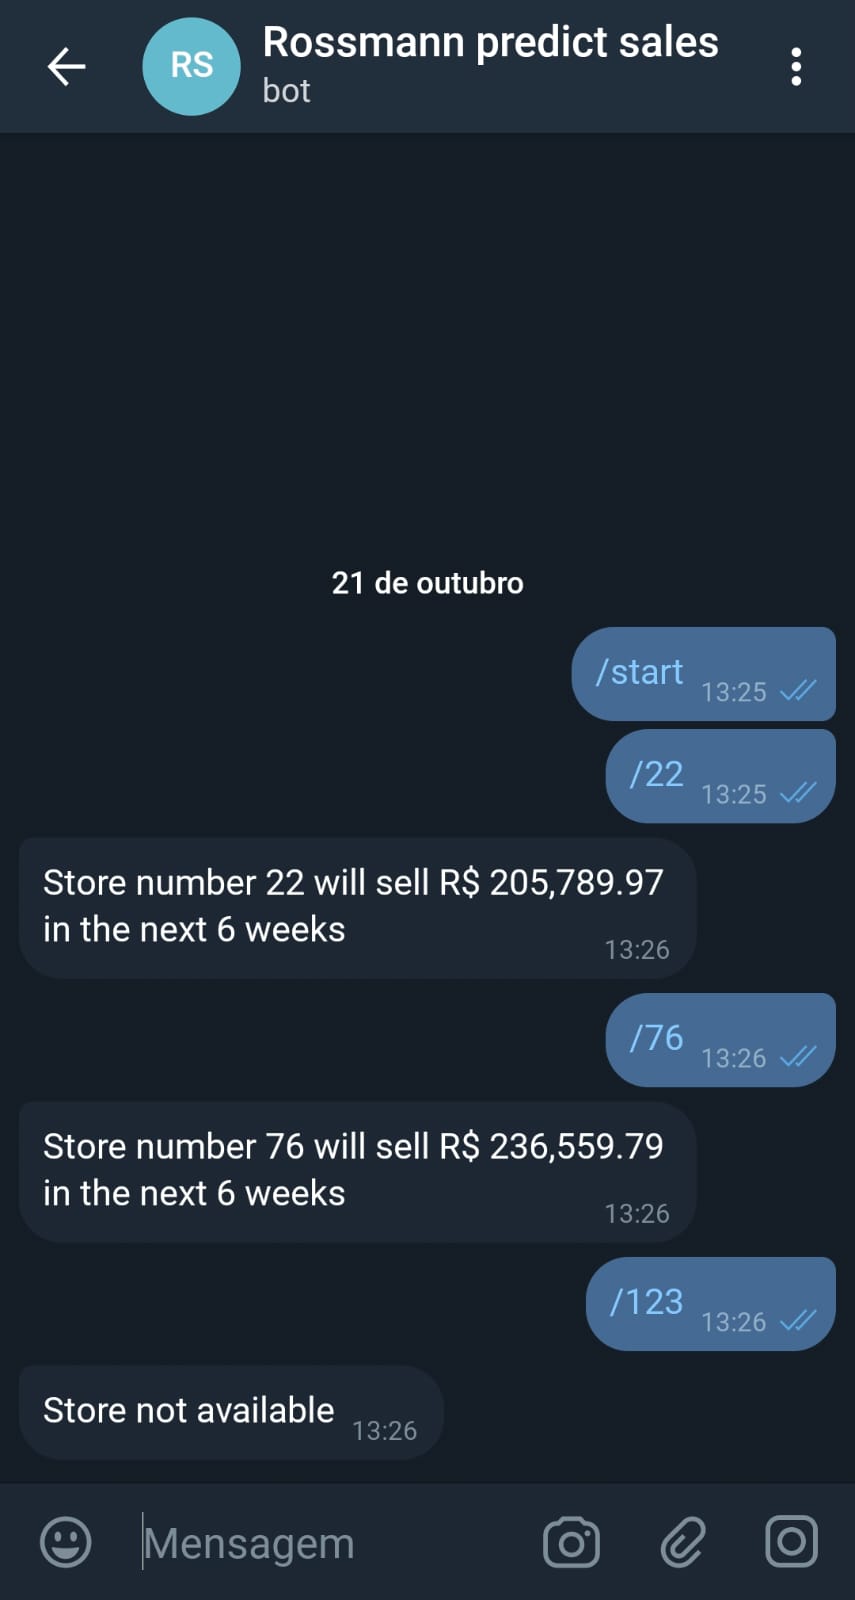 RS
Rossmann predict sales
bot
21 de outubro
/start 13:25
/22 13:25
Store number 22 will sell R$ 205,789.97
in the next 6 weeks
13:26
/76 13:26
Store number 76 will sell R$ 236,559.79
in the next 6 weeks
13:26
/123 13:26
Store not available 13:26
Mensagem